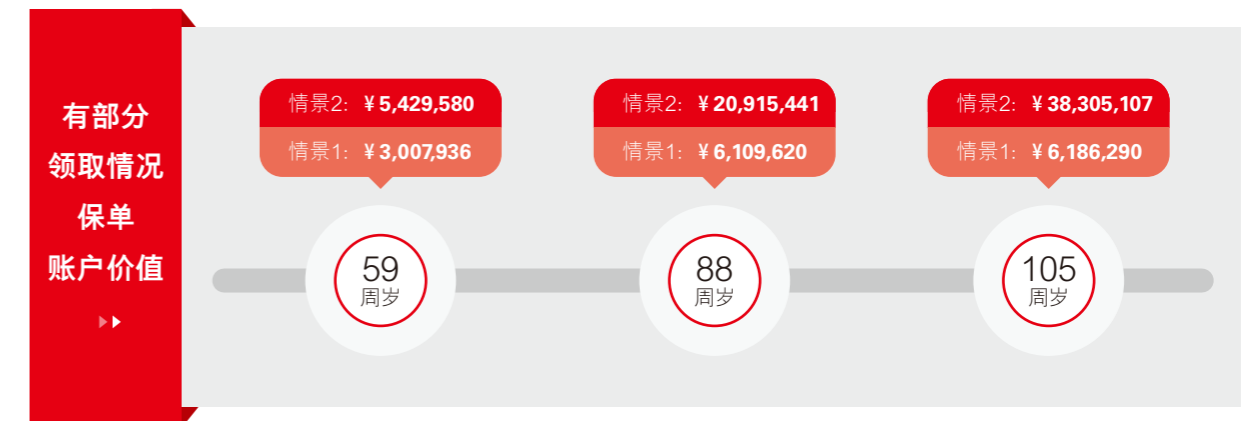 有部分
领取情况
保单
账户价值
情景2: ¥5,429,580
情景1: ¥3,007,936
59
周岁
情景2: ¥20,915,441
情景1: ¥6,109,620
88
周岁
情景2: ¥38,305,107
情景1: ¥6,186,290
105
周岁